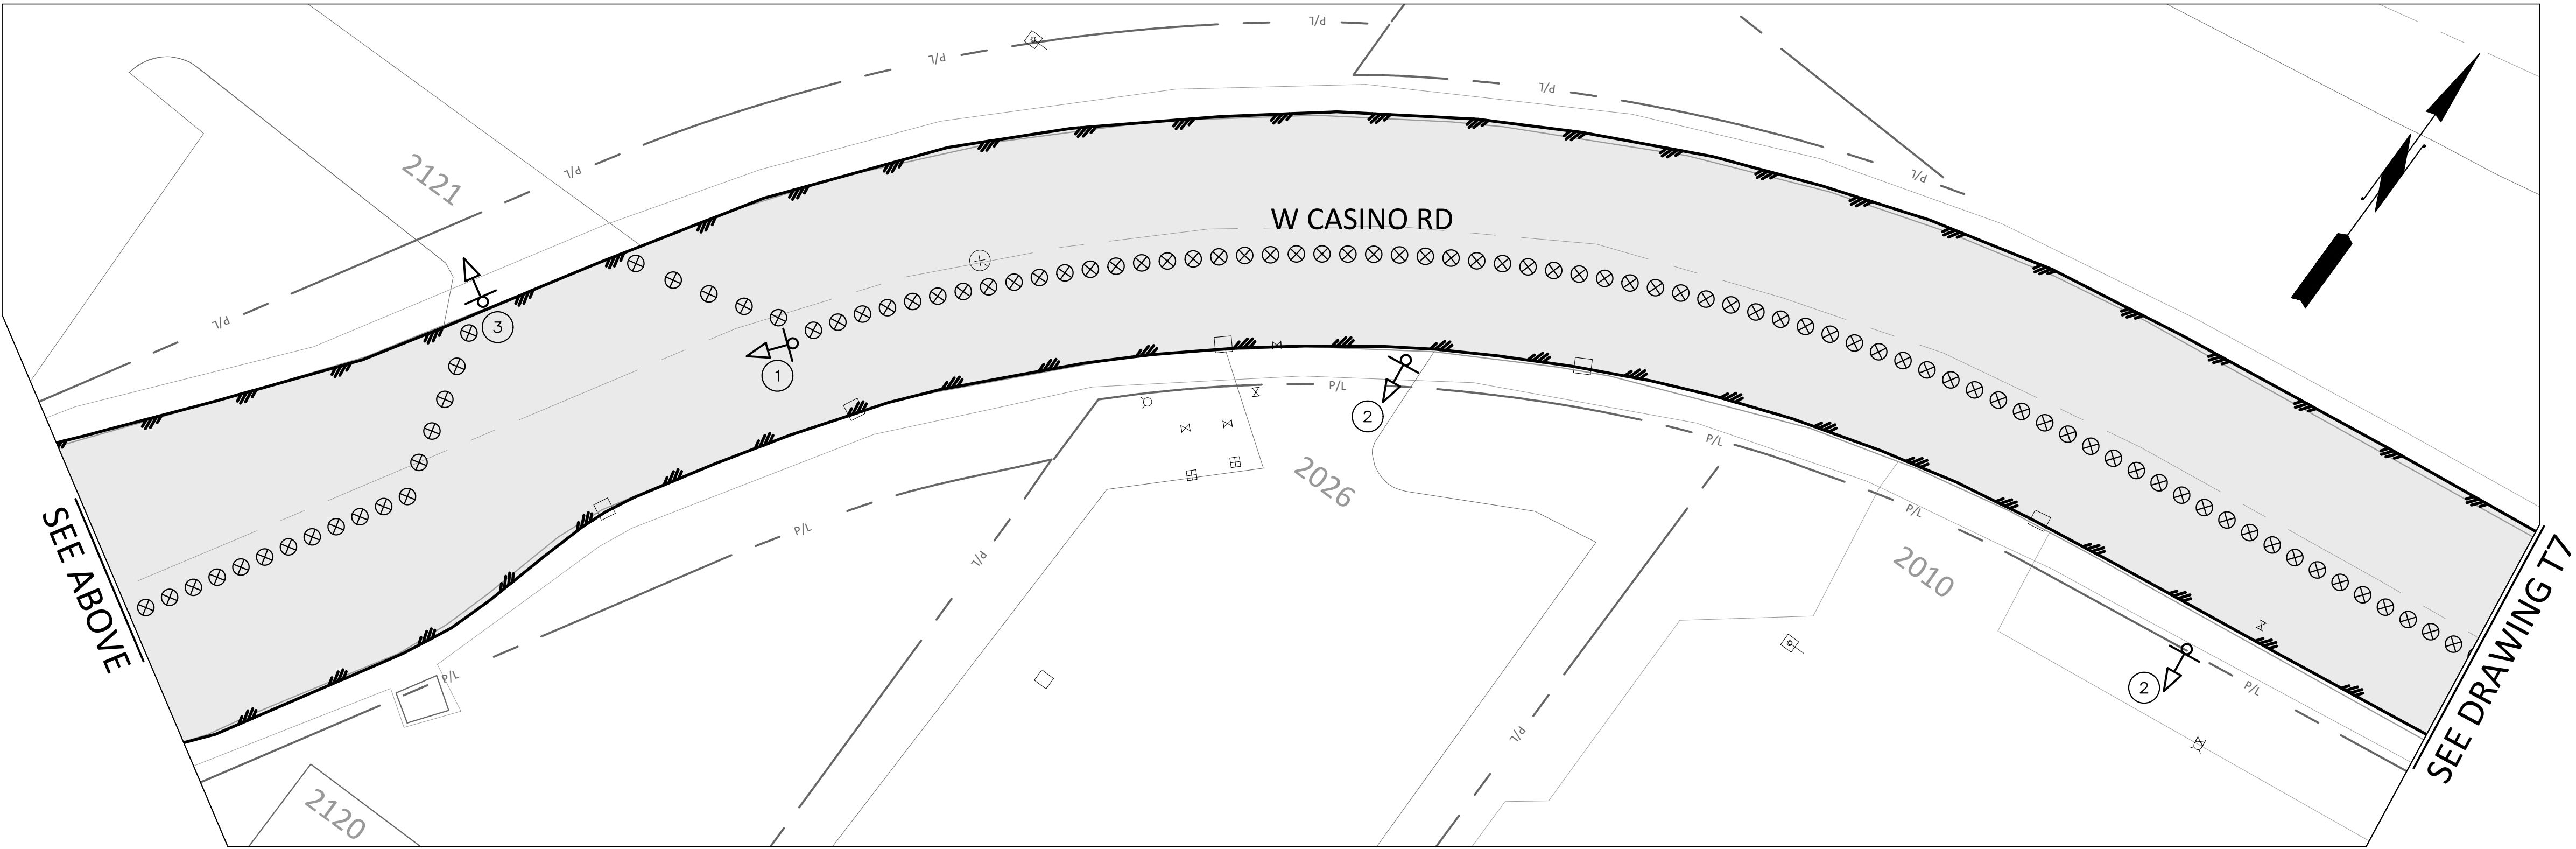 P/L
P/L
P/L
P/L
2121
P/L
P/L
W CASINO RD
P/L
3
1
P/L
2
P/L
2026
P/L
P/L
P/L
2010
SEE ABOVE
P/L
P/L
2
P/L
SEE DRAWING T7
2120